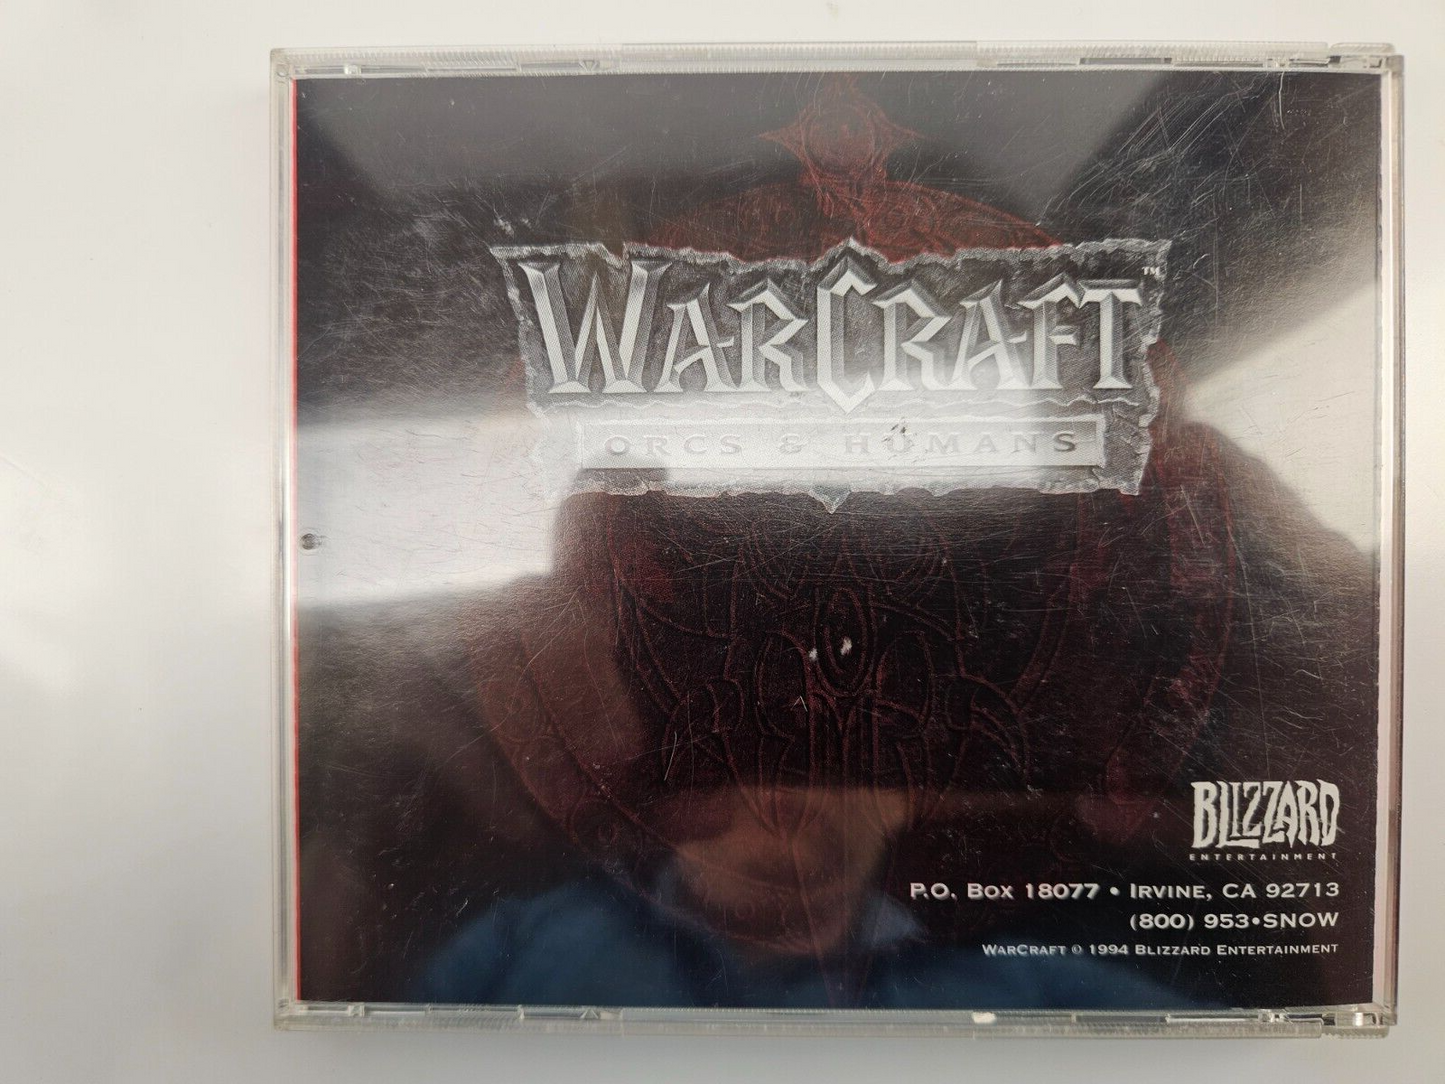 WARCRAFT™
ORCS & HUMANS
BLIZZARD
ENTERTAINMENT
P.O. BOX 18077 • IRVINE, CA 92713
(800) 953•SNOW
WARCRAFT © 1994 BLIZZARD ENTERTAINMENT